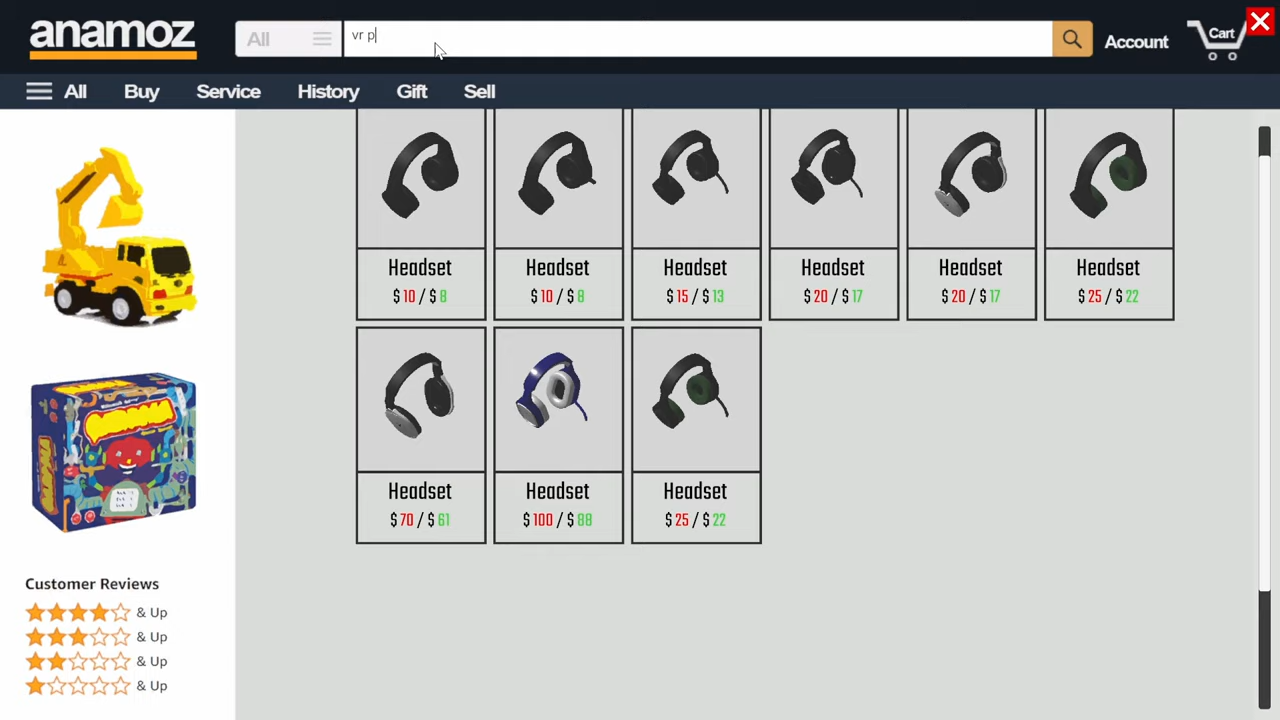 anamoz
All
vr p
Account
Cart
All
Buy
Service
History
Gift
Sell
Headset
$ 10 / $ 8
Headset
$ 10 / $ 8
Headset
$ 15 / $ 13
Headset
$ 20 / $ 17
Headset
$ 20 / $ 17
Headset
$ 25 / $ 22
Headset
$ 70 / $ 61
Headset
$ 100 / $ 88
Headset
$ 25 / $ 22
Customer Reviews
& Up
& Up
& Up
& Up